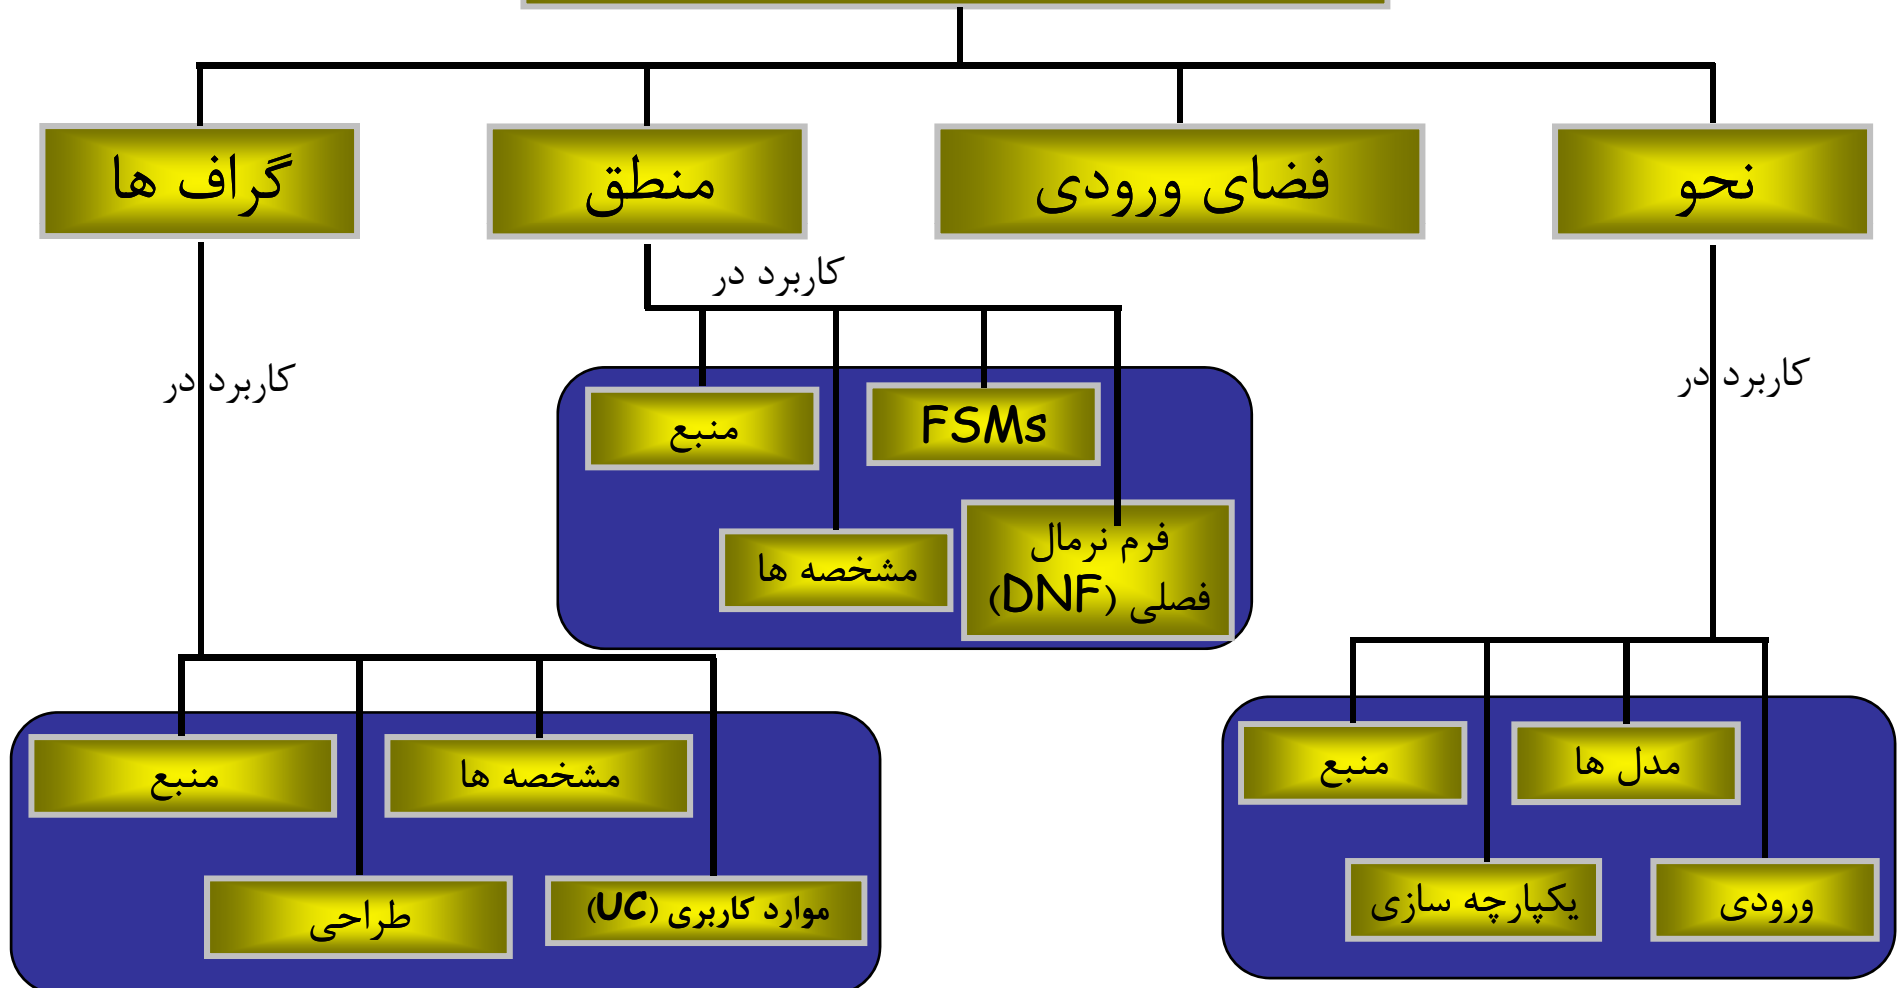 گراف ها
منطق
فضای ورودی
نحو
کاربرد در
کاربرد در
کاربرد در
منبع
FSMs
مشخصه ها
فرم نرمال
فصلی (DNF)
منبع
مشخصه ها
طراحی
موارد کاربری (UC)
منبع
مدل ها
یکپارچه سازی
ورودی